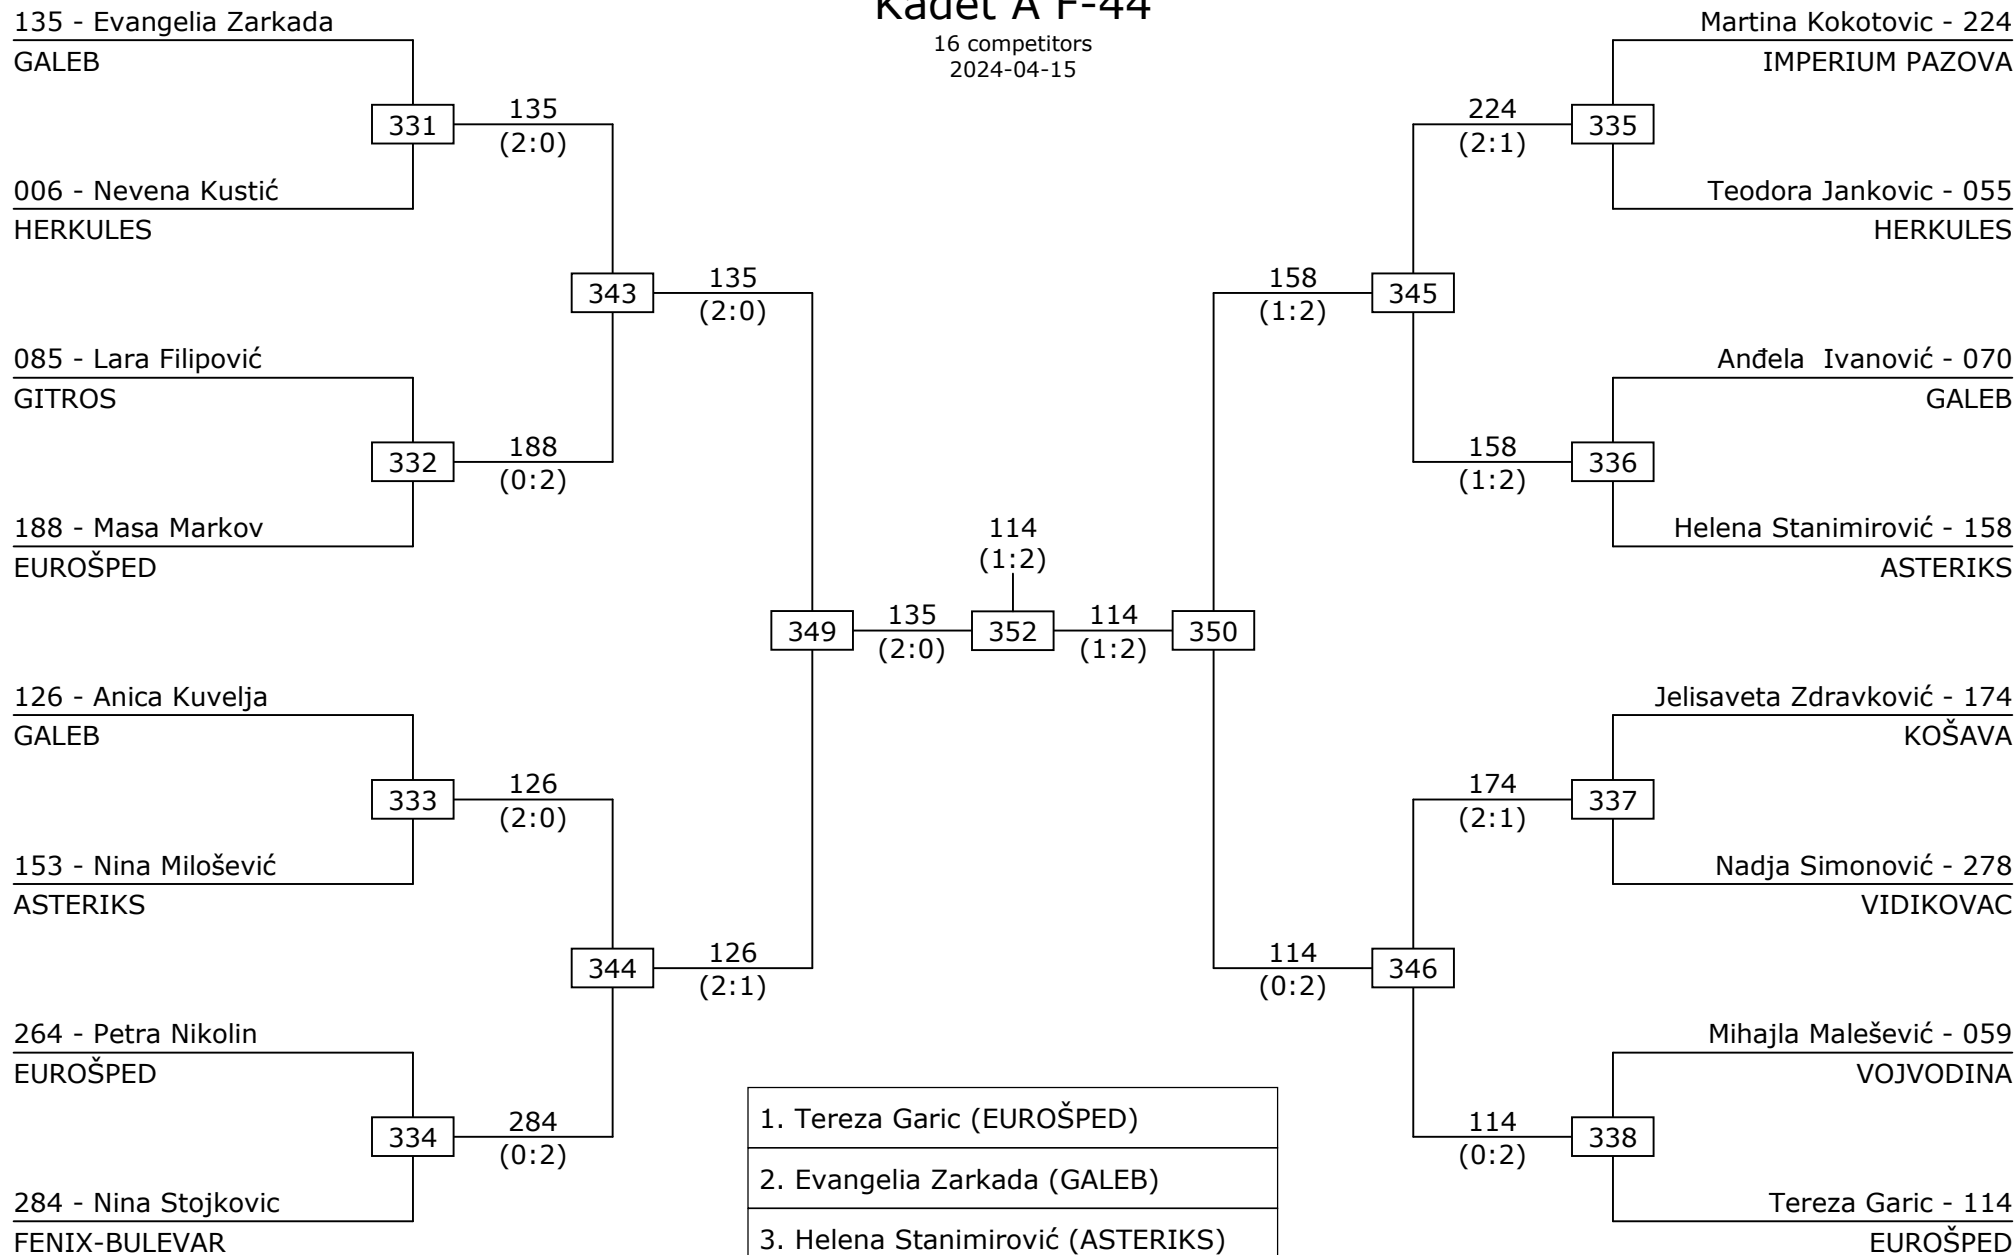 Kadet A F-44
16 competitors
2024-04-15
135 - Evangelia Zarkada
GALEB
331
135
(2:0)
006 - Nevena Kustić
HERKULES
343
135
(2:0)
085 - Lara Filipović
GITROS
332
188
(0:2)
188 - Masa Markov
EUROŠPED
349
135
(2:0)
126 - Anica Kuvelja
GALEB
333
126
(2:0)
153 - Nina Milošević
ASTERIKS
344
126
(2:1)
264 - Petra Nikolin
EUROŠPED
334
284
(0:2)
284 - Nina Stojkovic
FENIX-BULEVAR
114
(1:2)
352
Martina Kokotovic - 224
IMPERIUM PAZOVA
224
(2:1)
335
Teodora Jankovic - 055
HERKULES
158
(1:2)
345
Anđela  Ivanović - 070
GALEB
158
(1:2)
336
Helena Stanimirović - 158
ASTERIKS
114
(1:2)
350
Jelisaveta Zdravković - 174
KOŠAVA
174
(2:1)
337
Nadja Simonović - 278
VIDIKOVAC
114
(0:2)
346
Mihajla Malešević - 059
VOJVODINA
114
(0:2)
338
Tereza Garic - 114
EUROŠPED
1. Tereza Garic (EUROŠPED)
2. Evangelia Zarkada (GALEB)
3. Helena Stanimirović (ASTERIKS)